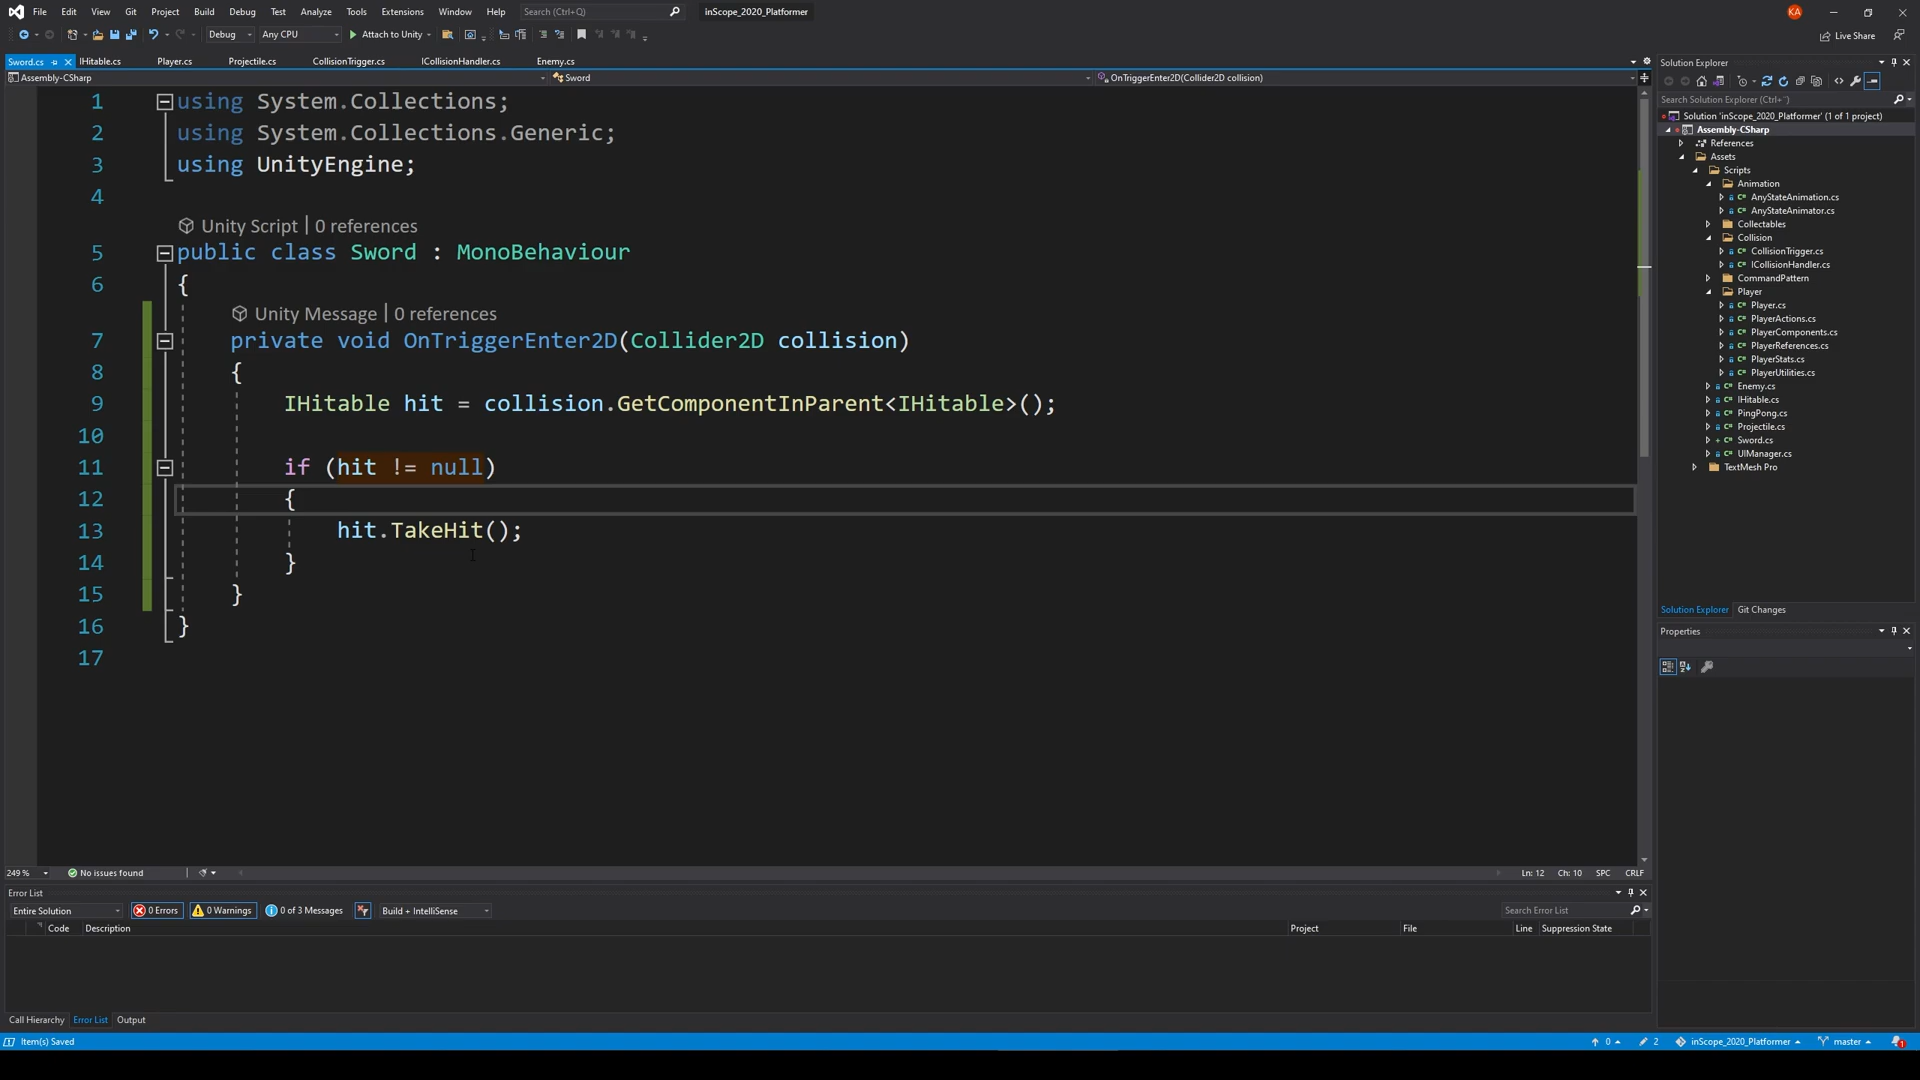 File Edit View Git Project Build Debug Test Analyze Tools Extensions Window Help Search (Ctrl+Q) inScope_2020_Platformer KA
Debug Any CPU Attach to Unity Live Share
Sword.cs IHitable.cs Player.cs Projectile.cs CollisionTrigger.cs ICollisionHandler.cs Enemy.cs
Assembly-CSharp Sword OnTriggerEnter2D(Collider2D collision)
1 using System.Collections;
2 using System.Collections.Generic;
3 using UnityEngine;
4
Unity Script | 0 references
5 public class Sword : MonoBehaviour
6 {
Unity Message | 0 references
7 private void OnTriggerEnter2D(Collider2D collision)
8 {
9 IHitable hit = collision.GetComponentInParent<IHitable>();
10
11 if (hit != null)
12 {
13 hit.TakeHit();
14 }
15 }
16 }
17
249 % No issues found Ln: 12 Ch: 10 SPC CRLF
Error List
Entire Solution 0 Errors 0 Warnings 0 of 3 Messages Build + IntelliSense Search Error List
Code Description Project File Line Suppression State
Call Hierarchy Error List Output
Solution Explorer
Search Solution Explorer (Ctrl+¨)
Solution 'inScope_2020_Platformer' (1 of 1 project)
Assembly-CSharp
References
Assets
Scripts
Animation
AnyStateAnimation.cs
AnyStateAnimator.cs
Collectables
Collision
CollisionTrigger.cs
ICollisionHandler.cs
CommandPattern
Player
Player.cs
PlayerActions.cs
PlayerComponents.cs
PlayerReferences.cs
PlayerStats.cs
PlayerUtilities.cs
Enemy.cs
IHitable.cs
PingPong.cs
Projectile.cs
Sword.cs
UIManager.cs
TextMesh Pro
Solution Explorer Git Changes
Properties
Item(s) Saved 0 2 inScope_2020_Platformer master 1